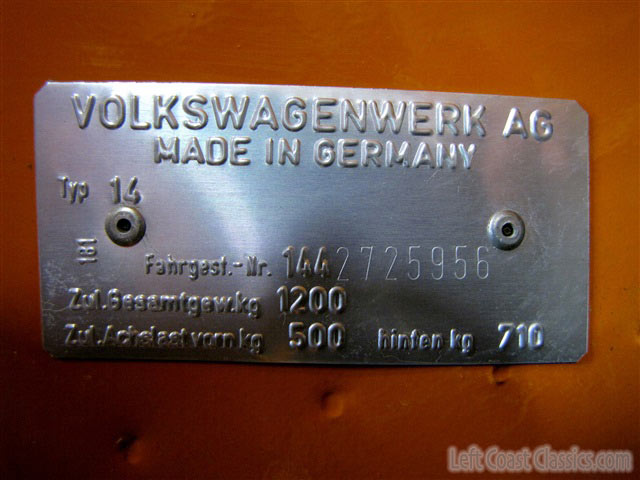 VOLKSWAGENWERK AG
MADE IN GERMANY
Typ 14
181
Fahrgest.-Nr. 1442725956
Zul.Gesamtgew.kg 1200
Zul.Achslast vorn kg 500 hinten kg 710
Left Coast Classics.com